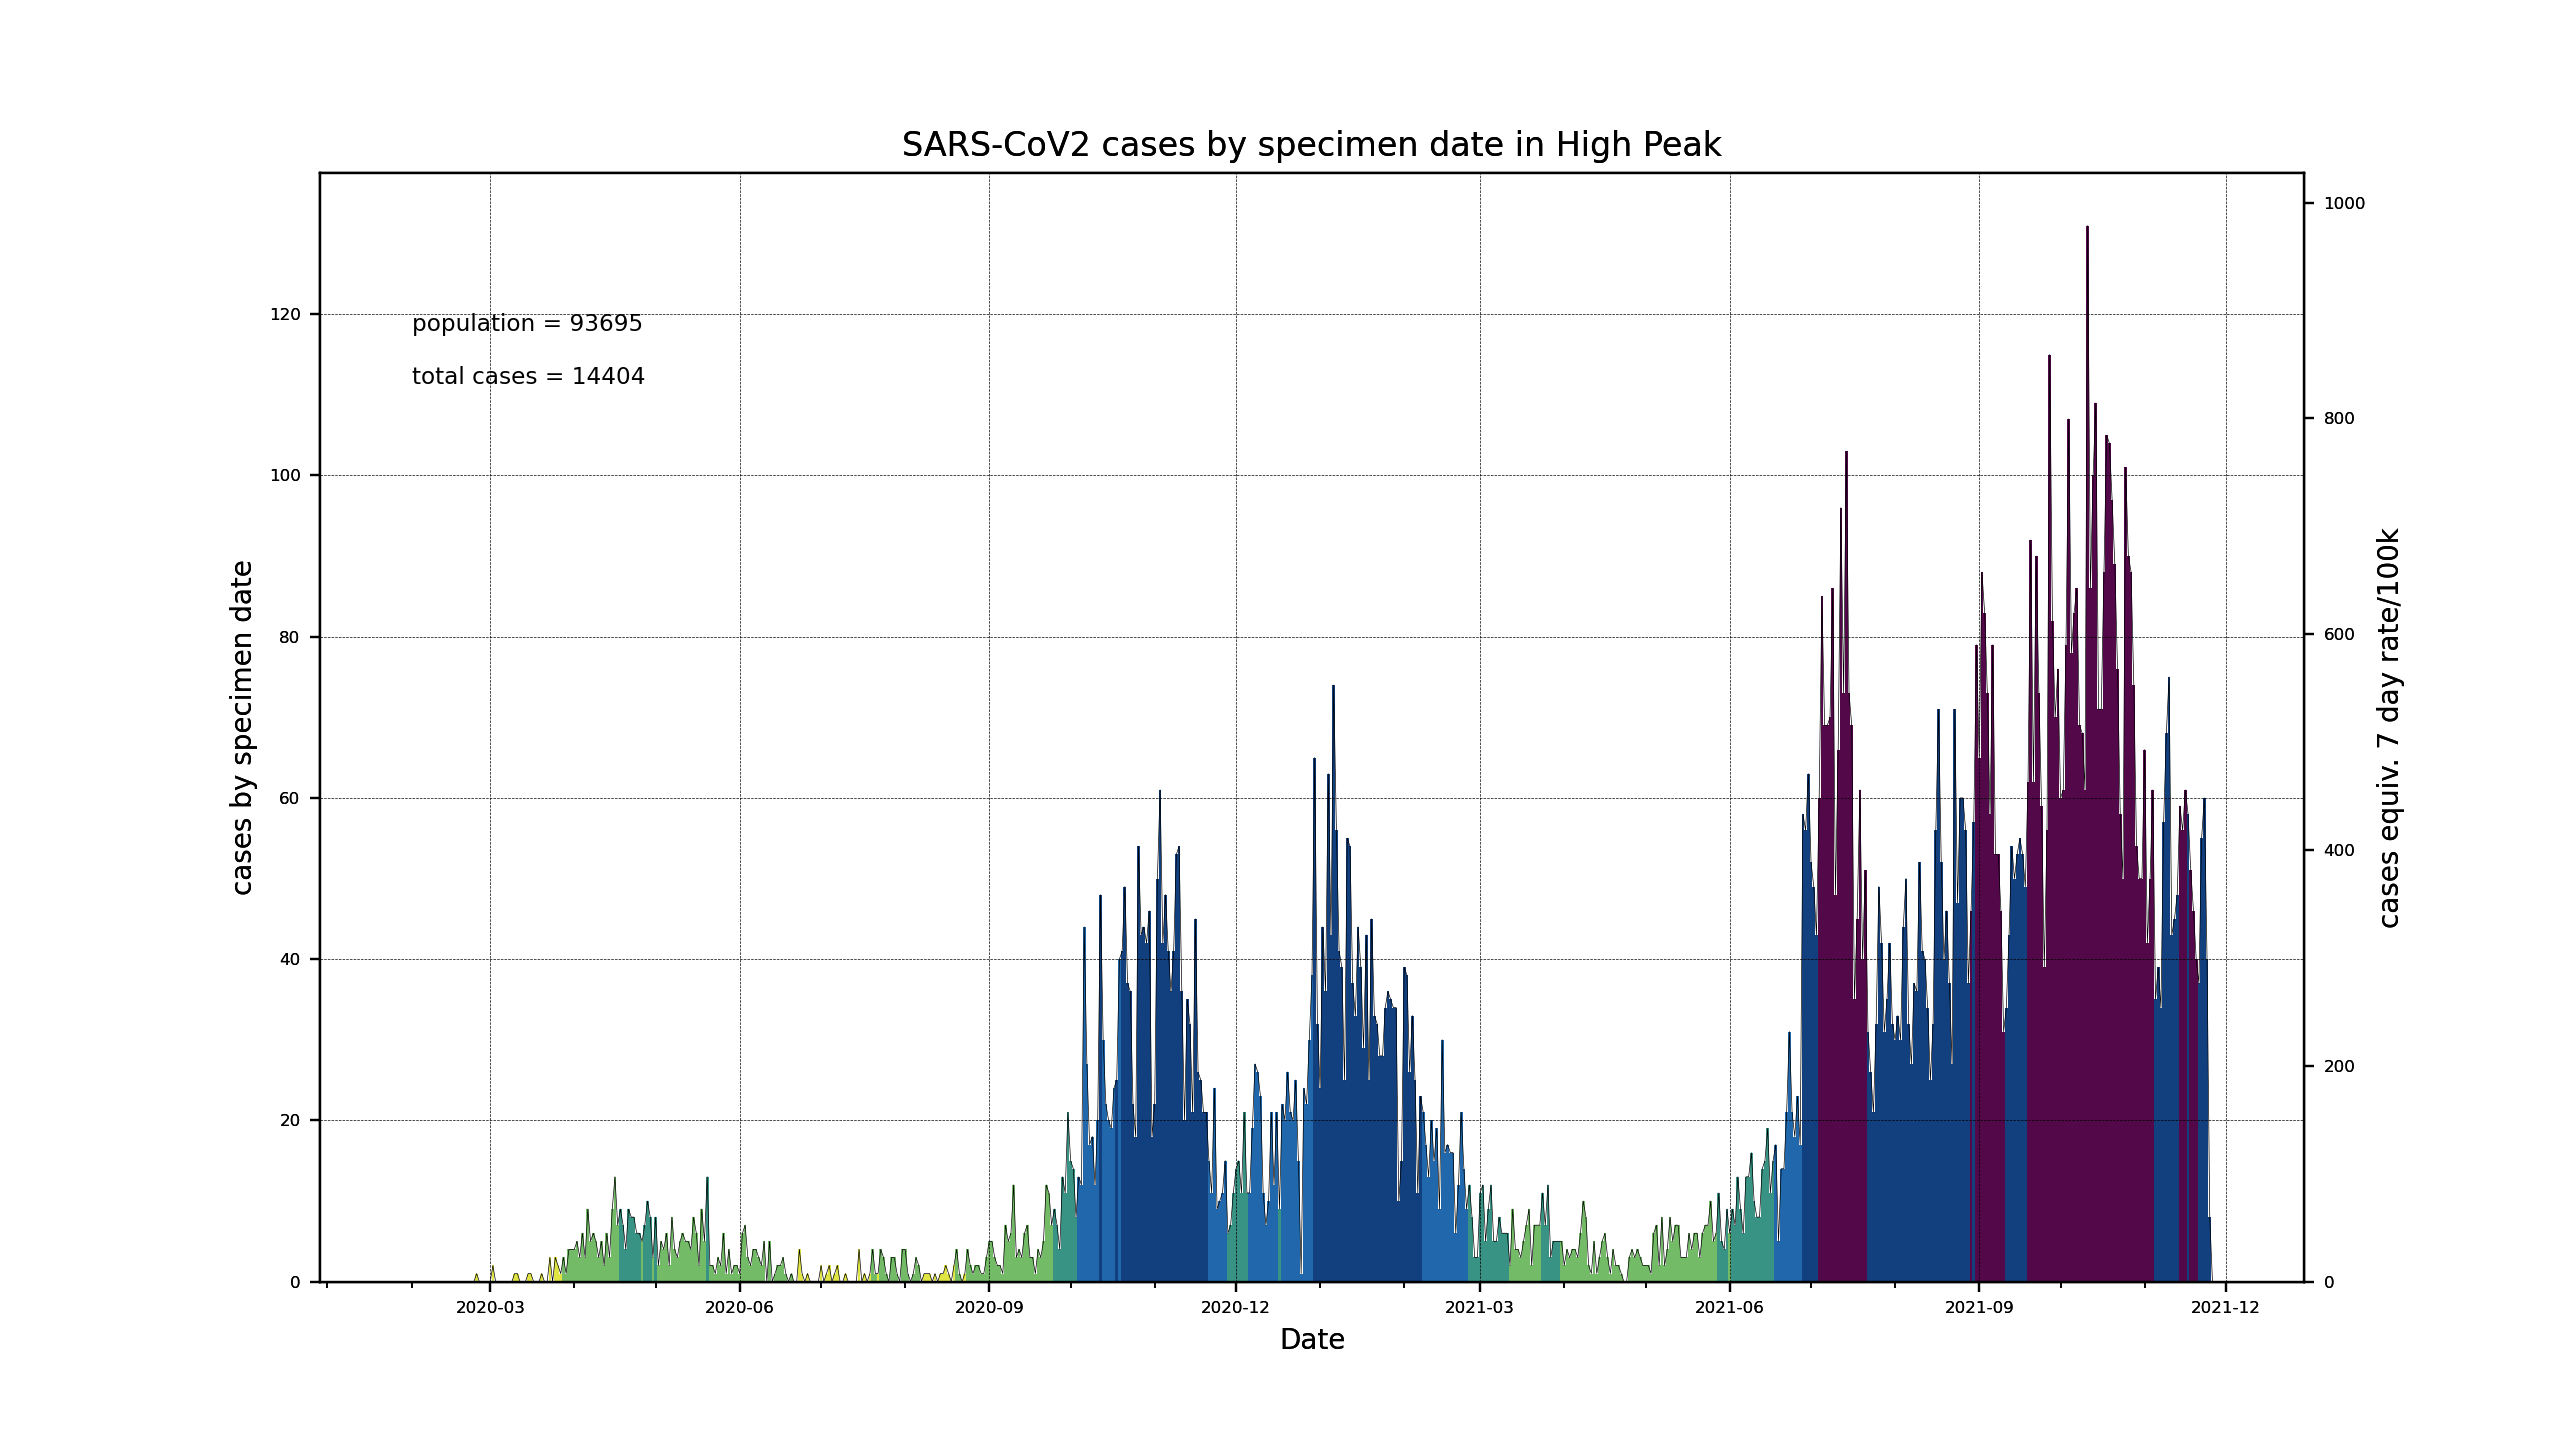 SARS-CoV2 cases by specimen date in High Peak
population = 93695
total cases = 14404
cases by specimen date
120
100
80
60
40
20
0
1000
800
600
400
200
0
cases equiv. 7 day rate/100k
2020-03 2020-06 2020-09 2020-12 2021-03 2021-06 2021-09 2021-12
Date